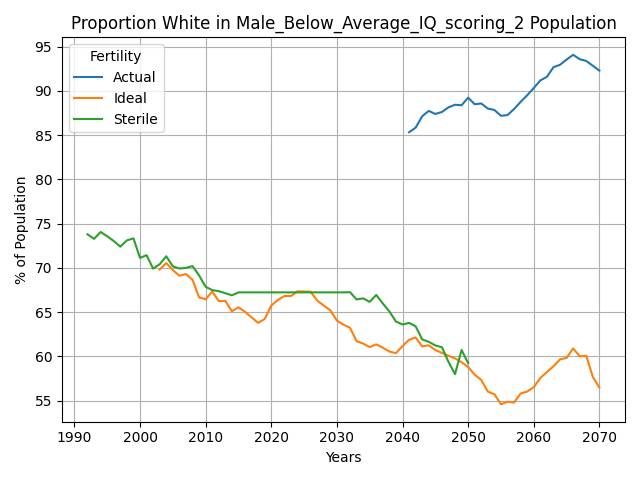 Proportion White in Male_Below_Average_IQ_scoring_2 Population
Fertility
Actual
Ideal
Sterile
% of Population
95
90
85
80
75
70
65
60
55
1990
2000
2010
2020
2030
2040
2050
2060
2070
Years